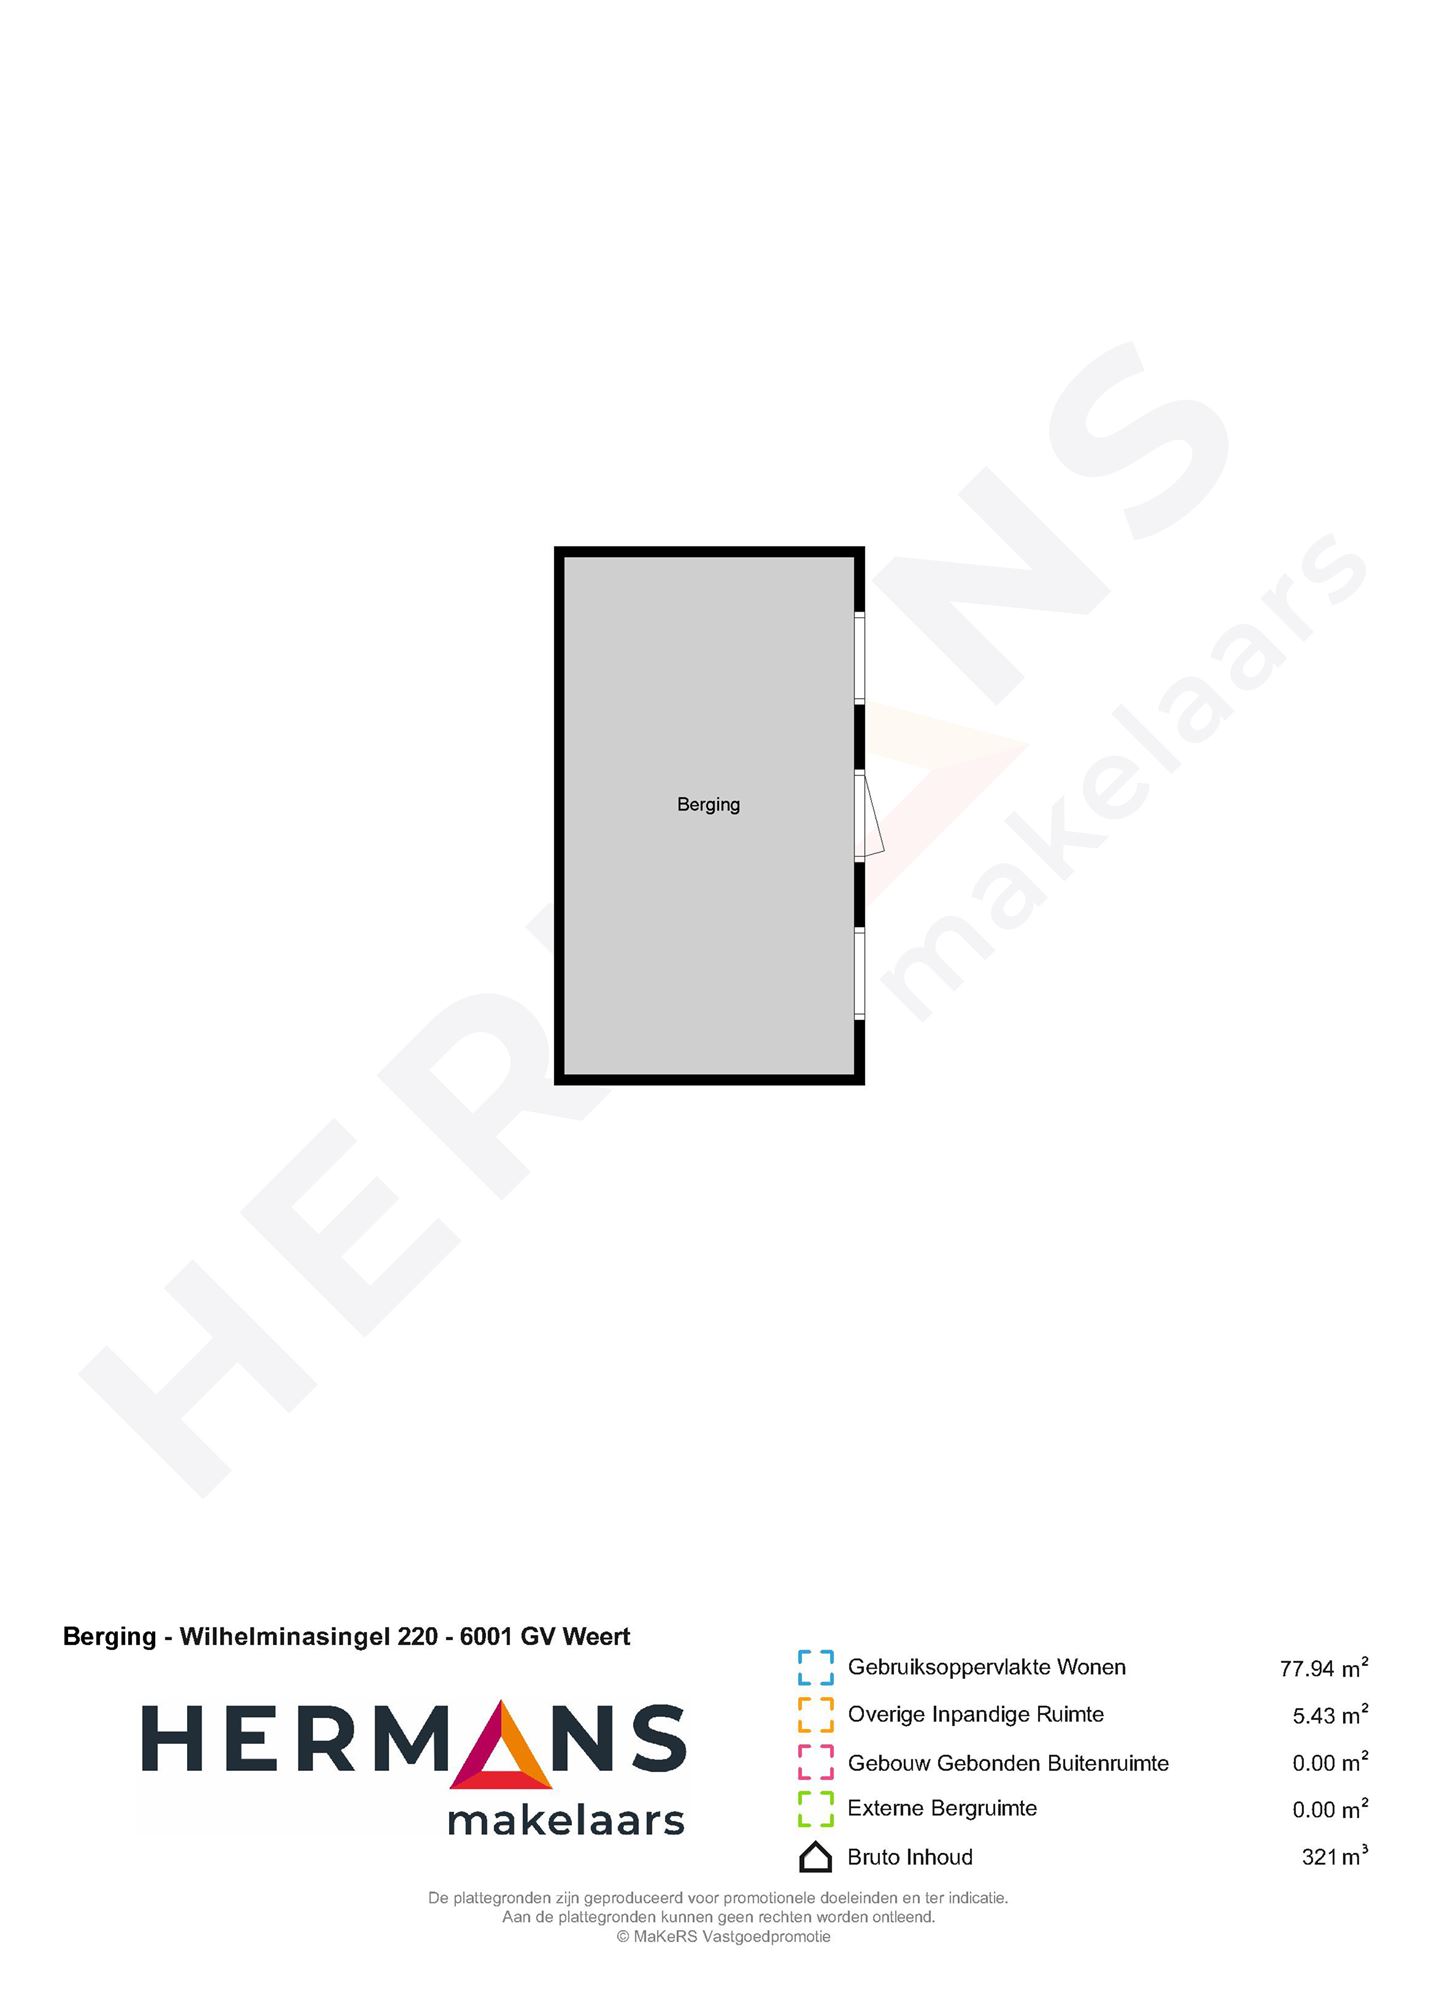 HERMANS
makelaars
Berging
Berging - Wilhelminasingel 220 - 6001 GV Weert
HERMANS
makelaars
Gebruiksoppervlakte Wonen 77.94 m²
Overige Inpandige Ruimte 5.43 m²
Gebouw Gebonden Buitenruimte 0.00 m²
Externe Bergruimte 0.00 m²
Bruto Inhoud 321 m³
De plattegronden zijn geproduceerd voor promotionele doeleinden en ter indicatie.
Aan de plattegronden kunnen geen rechten worden ontleend.
© MaKeRS Vastgoedpromotie